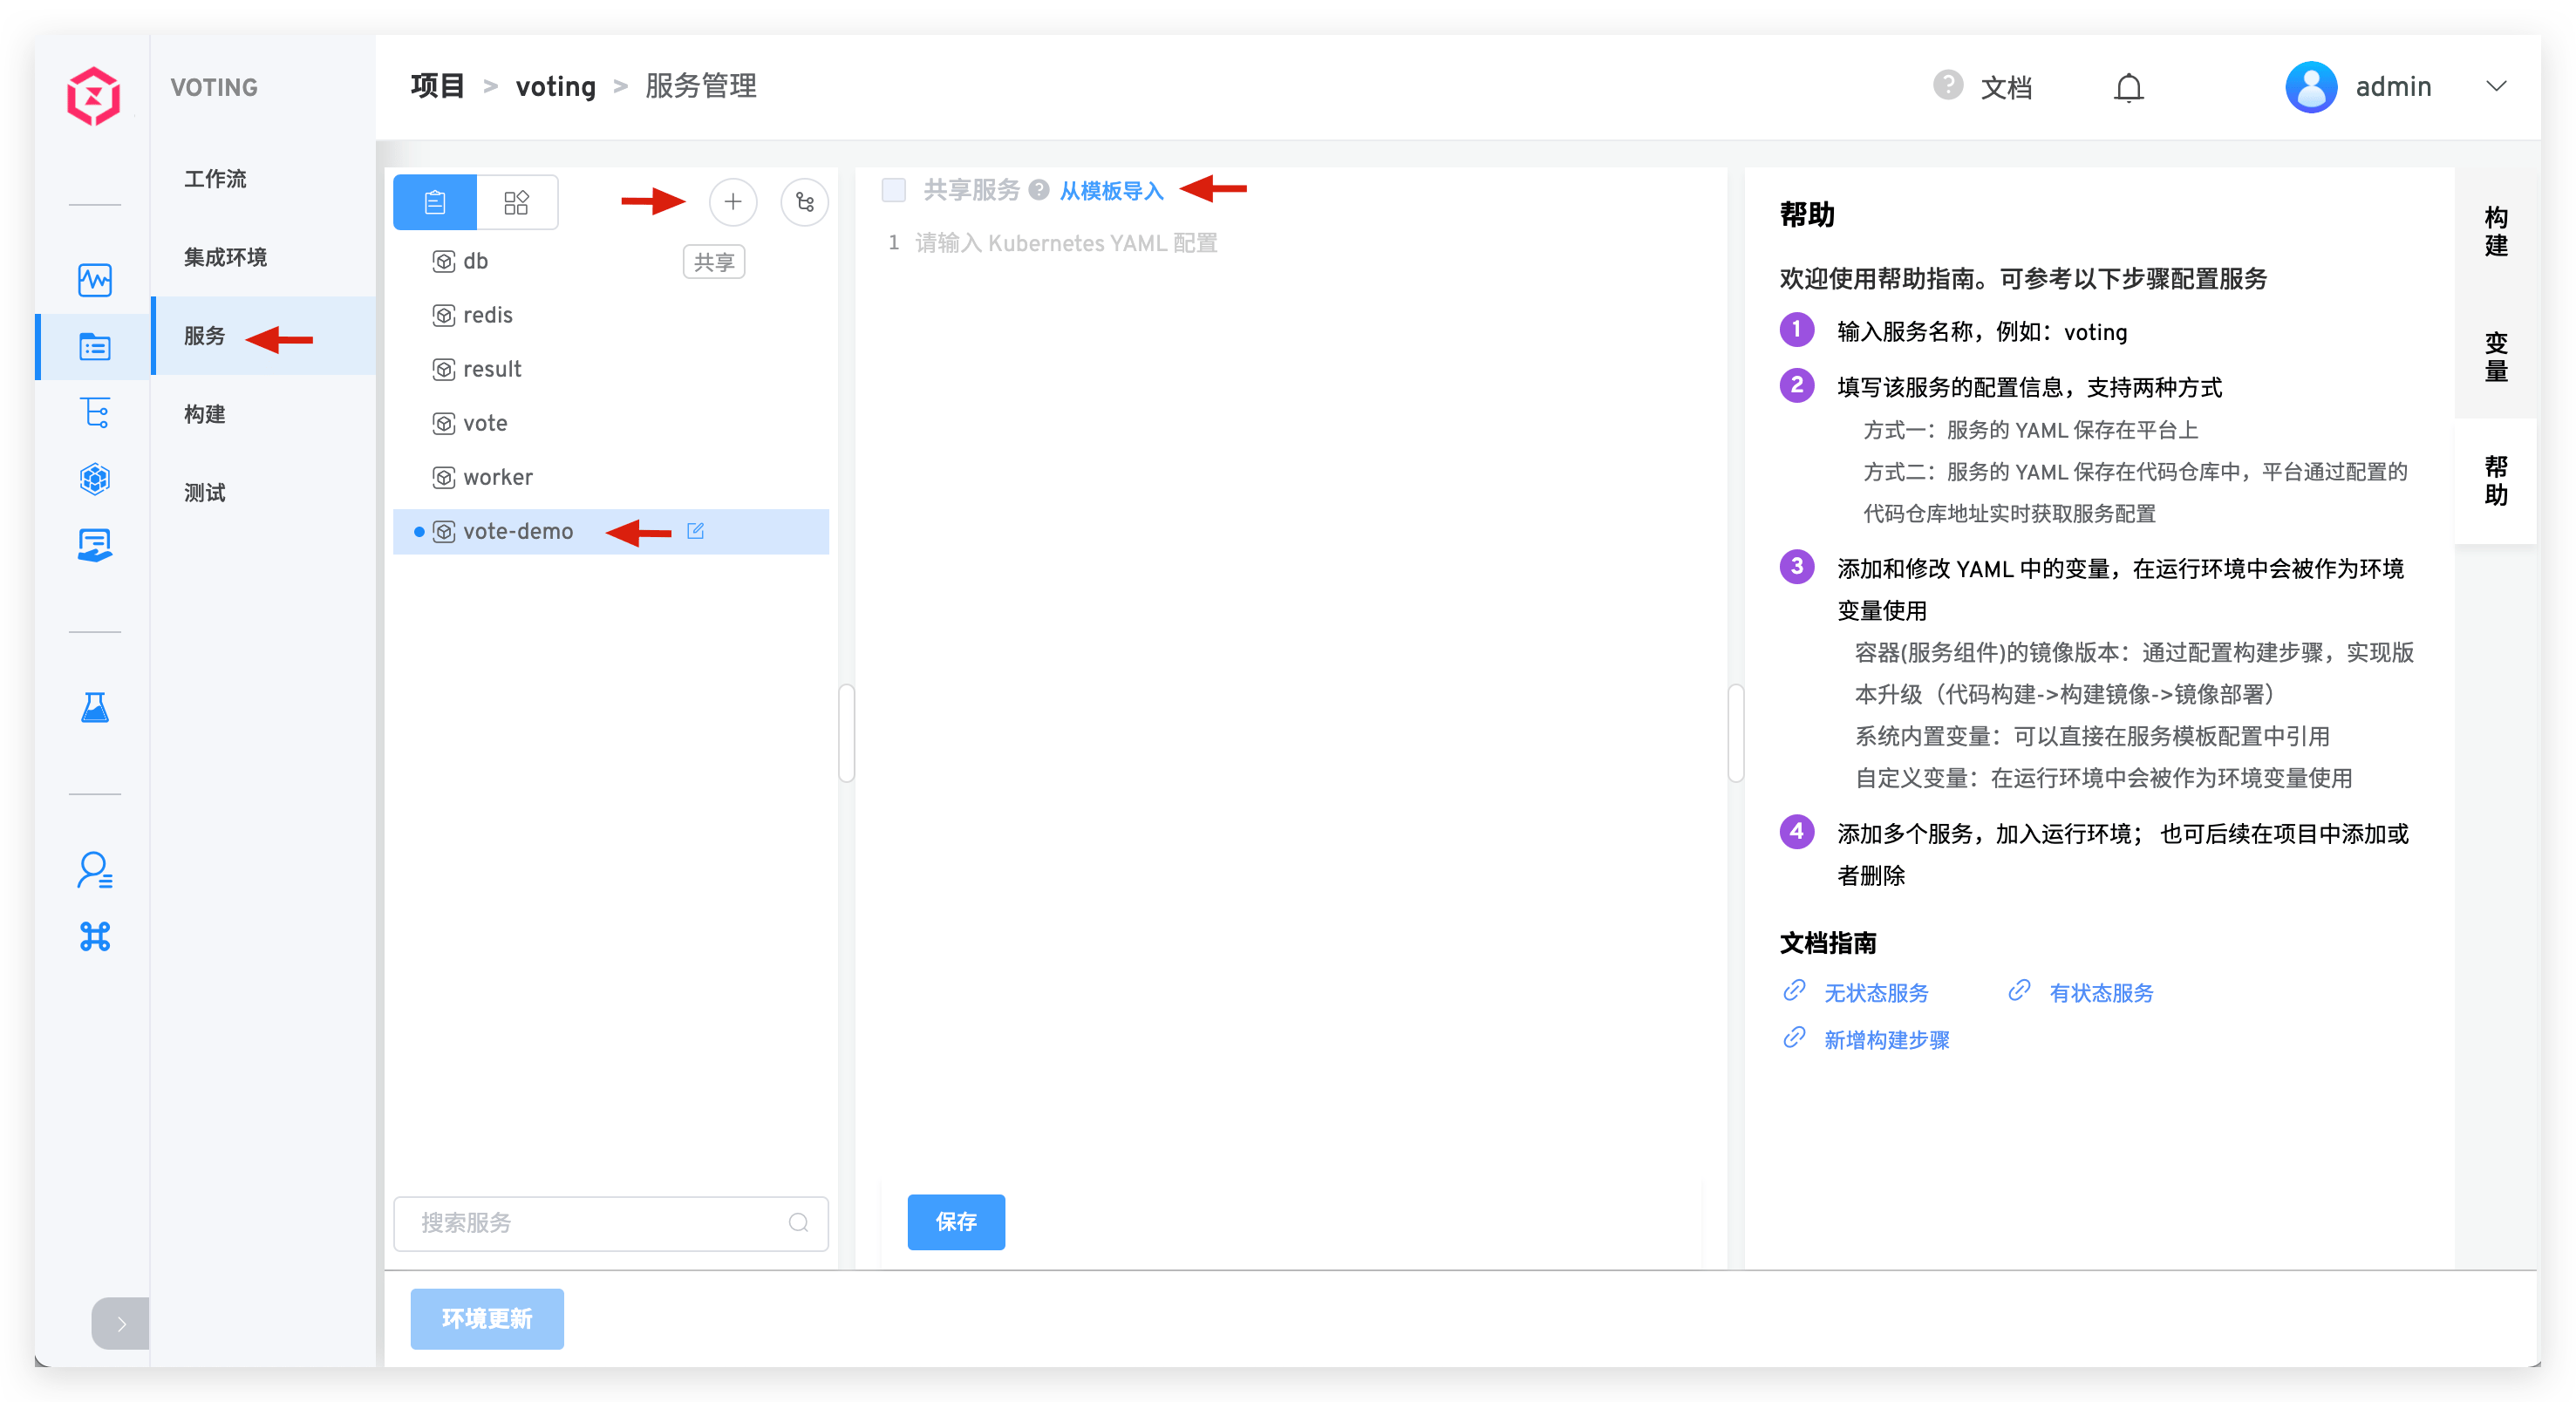 VOTING
项目 > voting > 服务管理
? 文档
admin
工作流
集成环境
服务
构建
测试
db
共享
redis
result
vote
worker
vote-demo
搜索服务
共享服务 ? 从模板导入
1 请输入 Kubernetes YAML 配置
保存
环境更新
帮助
欢迎使用帮助指南。可参考以下步骤配置服务
1 输入服务名称，例如：voting
2 填写该服务的配置信息，支持两种方式
方式一：服务的 YAML 保存在平台上
方式二：服务的 YAML 保存在代码仓库中，平台通过配置的
代码仓库地址实时获取服务配置
3 添加和修改 YAML 中的变量，在运行环境中会被作为环境
变量使用
容器(服务组件)的镜像版本：通过配置构建步骤，实现版
本升级（代码构建->构建镜像->镜像部署）
系统内置变量：可以直接在服务模板配置中引用
自定义变量：在运行环境中会被作为环境变量使用
4 添加多个服务，加入运行环境； 也可后续在项目中添加或
者删除
文档指南
无状态服务
有状态服务
新增构建步骤
构建
变量
帮助